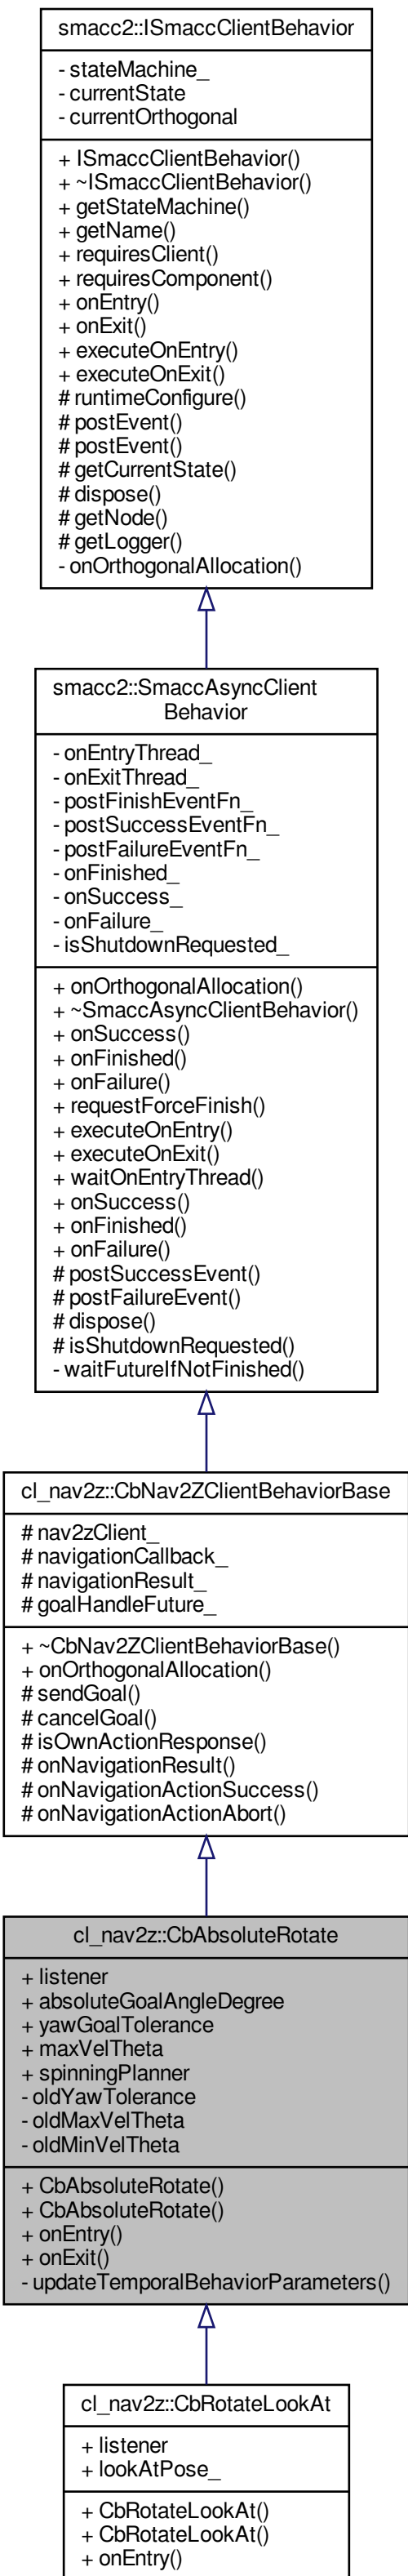 smacc2::ISmaccClientBehavior
- stateMachine_
- currentState
- currentOrthogonal
+ ISmaccClientBehavior()
+ ~ISmaccClientBehavior()
+ getStateMachine()
+ getName()
+ requiresClient()
+ requiresComponent()
+ onEntry()
+ onExit()
+ executeOnEntry()
+ executeOnExit()
# runtimeConfigure()
# postEvent()
# postEvent()
# getCurrentState()
# dispose()
# getNode()
# getLogger()
- onOrthogonalAllocation()
smacc2::SmaccAsyncClient
Behavior
- onEntryThread_
- onExitThread_
- postFinishEventFn_
- postSuccessEventFn_
- postFailureEventFn_
- onFinished_
- onSuccess_
- onFailure_
- isShutdownRequested_
+ onOrthogonalAllocation()
+ ~SmaccAsyncClientBehavior()
+ onSuccess()
+ onFinished()
+ onFailure()
+ requestForceFinish()
+ executeOnEntry()
+ executeOnExit()
+ waitOnEntryThread()
+ onSuccess()
+ onFinished()
+ onFailure()
# postSuccessEvent()
# postFailureEvent()
# dispose()
# isShutdownRequested()
- waitFutureIfNotFinished()
cl_nav2z::CbNav2ZClientBehaviorBase
# nav2zClient_
# navigationCallback_
# navigationResult_
# goalHandleFuture_
+ ~CbNav2ZClientBehaviorBase()
+ onOrthogonalAllocation()
# sendGoal()
# cancelGoal()
# isOwnActionResponse()
# onNavigationResult()
# onNavigationActionSuccess()
# onNavigationActionAbort()
cl_nav2z::CbAbsoluteRotate
+ listener
+ absoluteGoalAngleDegree
+ yawGoalTolerance
+ maxVelTheta
+ spinningPlanner
- oldYawTolerance
- oldMaxVelTheta
- oldMinVelTheta
+ CbAbsoluteRotate()
+ CbAbsoluteRotate()
+ onEntry()
+ onExit()
- updateTemporalBehaviorParameters()
cl_nav2z::CbRotateLookAt
+ listener
+ lookAtPose_
+ CbRotateLookAt()
+ CbRotateLookAt()
+ onEntry()